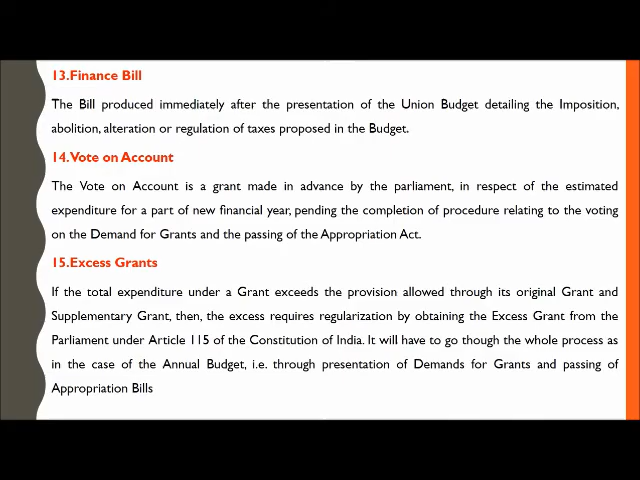 13.Finance Bill
The Bill produced immediately after the presentation of the Union Budget detailing the Imposition,
abolition, alteration or regulation of taxes proposed in the Budget.
14.Vote on Account
The Vote on Account is a grant made in advance by the parliament, in respect of the estimated
expenditure for a part of new financial year, pending the completion of procedure relating to the voting
on the Demand for Grants and the passing of the Appropriation Act.
15.Excess Grants
If the total expenditure under a Grant exceeds the provision allowed through its original Grant and
Supplementary Grant, then, the excess requires regularization by obtaining the Excess Grant from the
Parliament under Article 115 of the Constitution of India. It will have to go though the whole process as
in the case of the Annual Budget, i.e. through presentation of Demands for Grants and passing of
Appropriation Bills